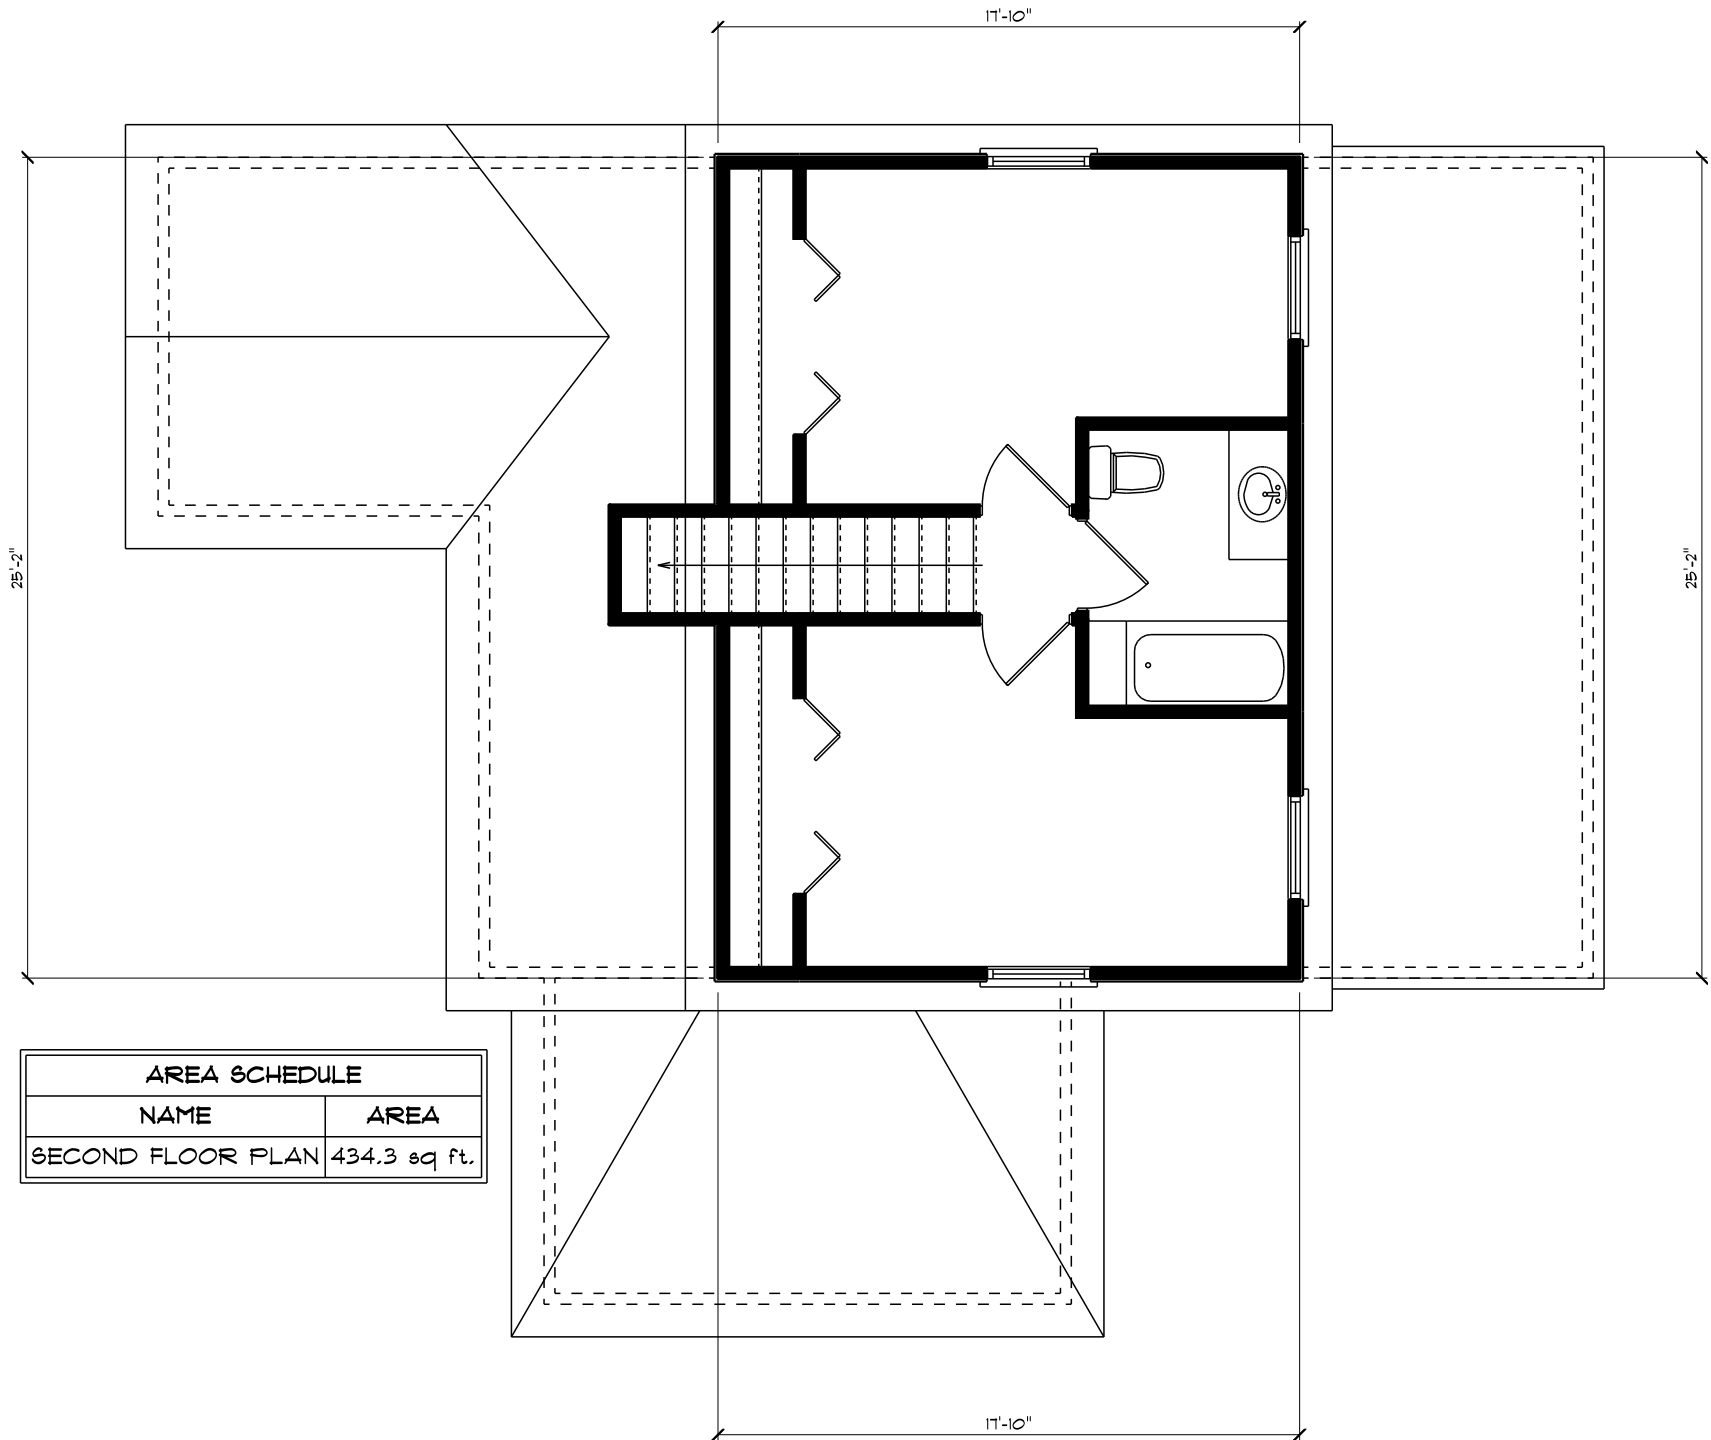 17'-10"
25'-2"
25'-2"
AREA SCHEDULE
NAME AREA
SECOND FLOOR PLAN 434.3 sq ft.
17'-10"